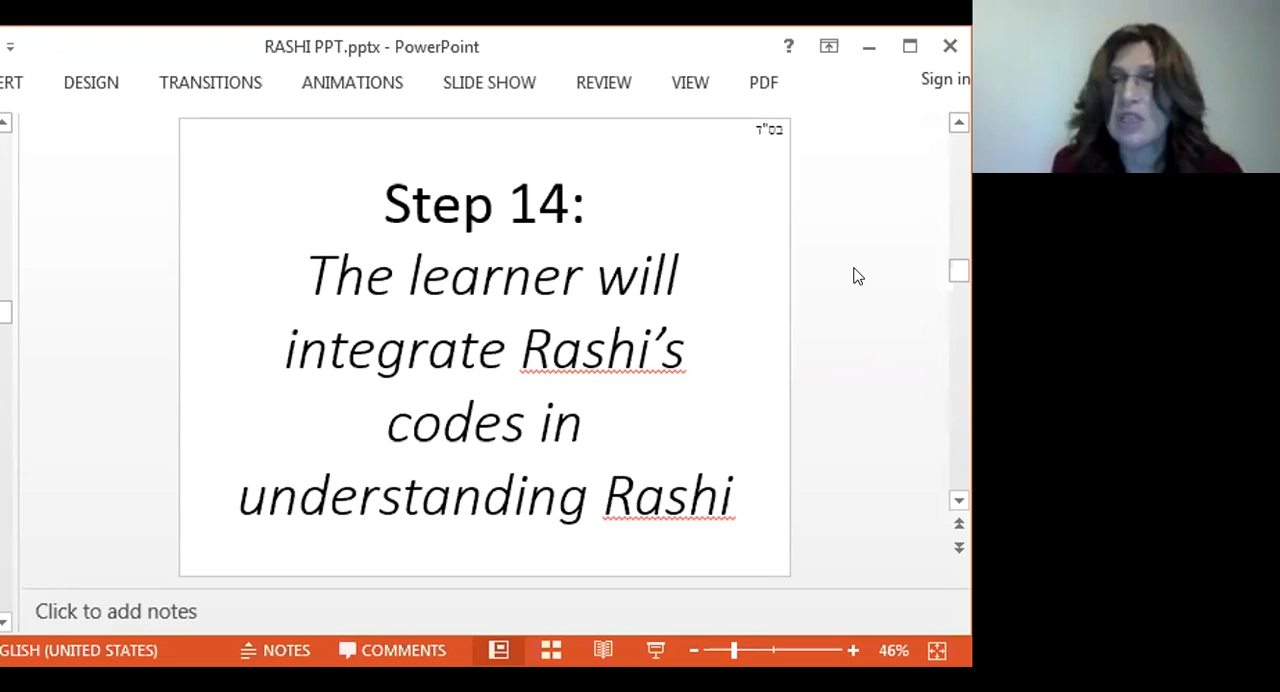 RASHI PPT.pptx - PowerPoint
?
DESIGN TRANSITIONS ANIMATIONS SLIDE SHOW REVIEW VIEW PDF Sign in
בס"ד
Step 14:
The learner will
integrate Rashi’s
codes in
understanding Rashi
Click to add notes
GLISH (UNITED STATES) NOTES COMMENTS 46%